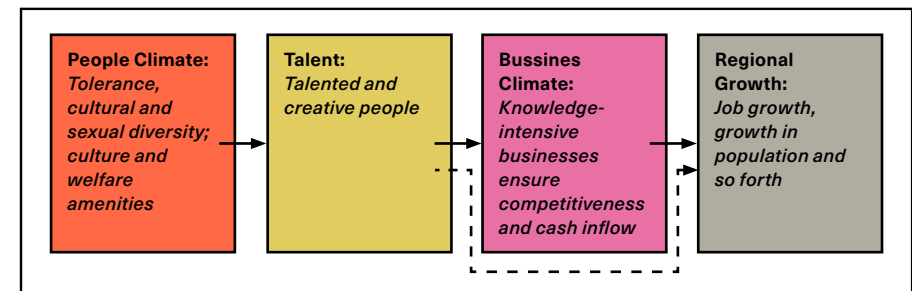 People Climate:
Tolerance,
cultural and
sexual diversity;
culture and
welfare
amenities
Talent:
Talented and
creative people
Bussines
Climate:
Knowledge-
intensive
businesses
ensure
competitiveness
and cash inflow
Regional
Growth:
Job growth,
growth in
population and
so forth